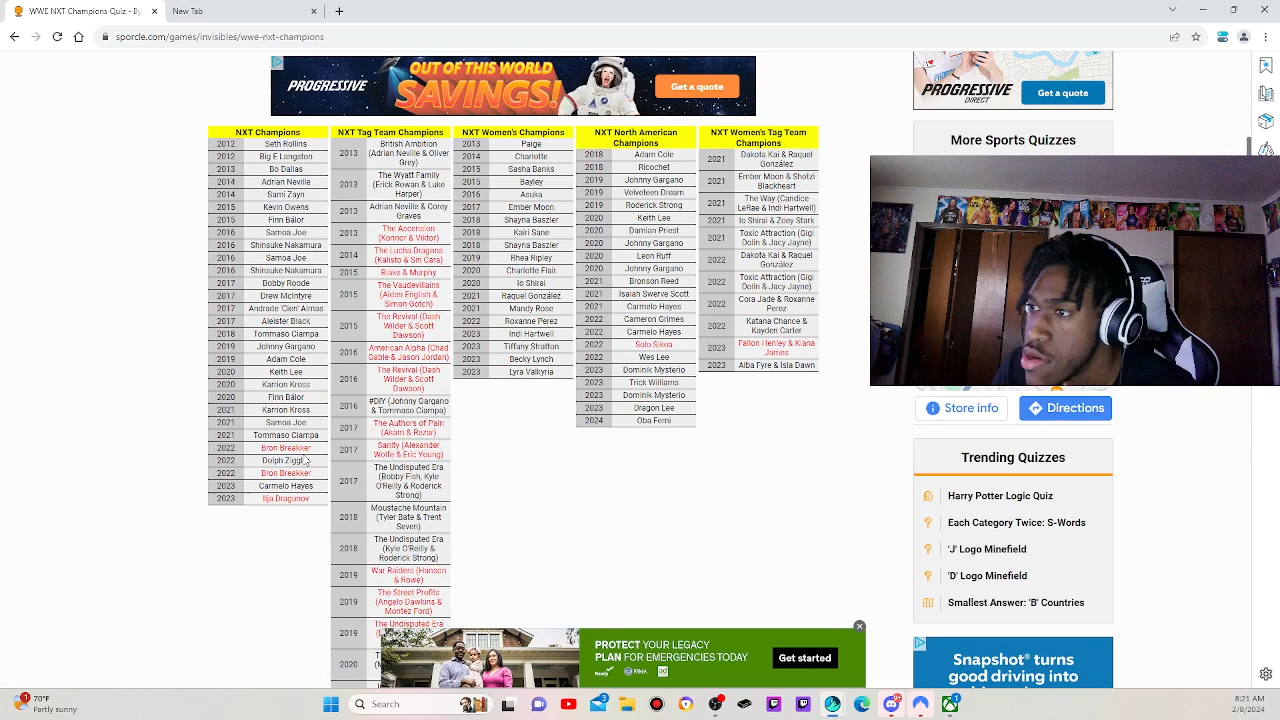 WWE NXT Champions Quiz - By
New Tab
sporcle.com/games/invisibles/wwe-nxt-champions
PROGRESSIVE
OUT OF THIS WORLD
SAVINGS!
Get a quote
PROGRESSIVE
DIRECT
Get a quote
NXT Champions
2012 Seth Rollins
2012 Big E Langston
2013 Bo Dallas
2014 Adrian Neville
2014 Sami Zayn
2015 Kevin Owens
2015 Finn Bálor
2016 Samoa Joe
2016 Shinsuke Nakamura
2016 Samoa Joe
2016 Shinsuke Nakamura
2017 Bobby Roode
2017 Drew McIntyre
2017 Andrade 'Cien' Almas
2017 Aleister Black
2018 Tommaso Ciampa
2019 Johnny Gargano
2019 Adam Cole
2019 Keith Lee
2020 Karrion Kross
2020 Finn Bálor
2021 Karrion Kross
2021 Samoa Joe
2021 Tommaso Ciampa
2022 Bron Breakker
2022 Dolph Ziggl
2022 Bron Breakker
2023 Carmelo Hayes
2023 Ilja Dragunov
NXT Tag Team Champions
2013 British Ambition
(Adrian Neville & Oliver
Grey)
2013 The Wyatt Family
(Erick Rowan & Luke
Harper)
2013 Adrian Neville & Corey
Graves
2013 The Ascension
(Konnor & Viktor)
2014 The Lucha Dragons
(Kalisto & Sin Cara)
2015 Blake & Murphy
2015 The Vaudevillains
(Aiden English &
Simon Gotch)
2015 The Revival (Dash
Wilder & Scott
Dawson)
2016 American Alpha (Chad
Gable & Jason Jordan)
2016 The Revival (Dash
Wilder & Scott
Dawson)
2016 #DIY (Johnny Gargano
& Tommaso Ciampa)
2017 The Authors of Pain
(Akam & Rezar)
2017 Sanity (Alexander
Wolfe & Eric Young)
2017 The Undisputed Era
(Bobby Fish, Kyle
O'Reilly & Roderick
Strong)
2018 Moustache Mountain
(Tyler Bate & Trent
Seven)
2018 The Undisputed Era
(Kyle O'Reilly &
Roderick Strong)
2019 War Raiders (Hanson
& Rowe)
2019 The Street Profits
(Angelo Dawkins &
Montez Ford)
2019 The Undisputed Era
2020
NXT Women's Champions
2013 Paige
2014 Charlotte
2015 Sasha Banks
2015 Bayley
2016 Asuka
2017 Ember Moon
2018 Shayna Baszler
2018 Kairi Sane
2018 Shayna Baszler
2019 Rhea Ripley
2020 Charlotte Flair
2020 Io Shirai
2021 Raquel González
2021 Mandy Rose
2022 Roxanne Perez
2023 Indi Hartwell
2023 Tiffany Stratton
2023 Becky Lynch
2023 Lyra Valkyria
NXT North American
Champions
2018 Adam Cole
2018 Ricochet
2019 Johnny Gargano
2019 Velveteen Dream
2019 Roderick Strong
2020 Keith Lee
2020 Damian Priest
2020 Johnny Gargano
2020 Leon Ruff
2020 Johnny Gargano
2021 Bronson Reed
2021 Isaiah Swerve Scott
2021 Carmelo Hayes
2022 Cameron Grimes
2022 Carmelo Hayes
2022 Solo Sikoa
2022 Wes Lee
2023 Dominik Mysterio
2023 Trick Williams
2023 Dominik Mysterio
2023 Dragon Lee
2024 Oba Femi
NXT Women's Tag Team
Champions
2021 Dakota Kai & Raquel
González
2021 Ember Moon & Shotzi
Blackheart
2021 The Way (Candice
LeRae & Indi Hartwell)
2021 Io Shirai & Zoey Stark
2021 Toxic Attraction (Gigi
Dolin & Jacy Jayne)
2022 Dakota Kai & Raquel
González
2022 Toxic Attraction (Gigi
Dolin & Jacy Jayne)
2022 Cora Jade & Roxanne
Perez
2022 Katana Chance &
Kayden Carter
2023 Fallon Henley & Kiana
James
2023 Alba Fyre & Isla Dawn
More Sports Quizzes
Store info
Directions
Trending Quizzes
Harry Potter Logic Quiz
Each Category Twice: S-Words
'J' Logo Minefield
'D' Logo Minefield
Smallest Answer: 'B' Countries
PROTECT YOUR LEGACY
PLAN FOR EMERGENCIES TODAY
Ready
FEMA
ad
Get started
Snapshot® turns
good driving into
1
70°F
Partly sunny
Search
3
9+
1
8:21 AM
2/8/2024